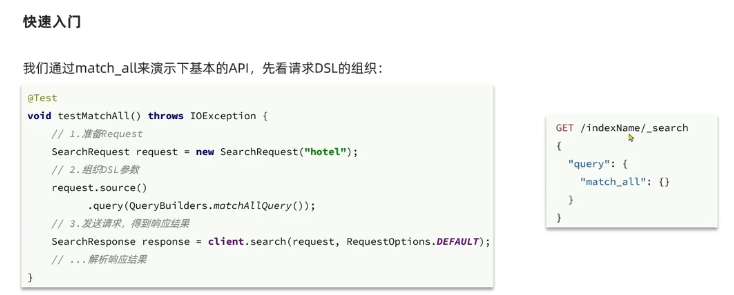 快速入门
我们通过match_all来演示下基本的API，先看请求DSL的组织：
@Test
void testMatchAll() throws IOException {
// 1.准备Request
SearchRequest request = new SearchRequest("hotel");
// 2.组织DSL参数
request.source()
.query(QueryBuilders.matchAllQuery());
// 3.发送请求，得到响应结果
SearchResponse response = client.search(request, RequestOptions.DEFAULT);
// ...解析响应结果
}
GET /indexName/_search
{
"query": {
"match_all": {}
}
}